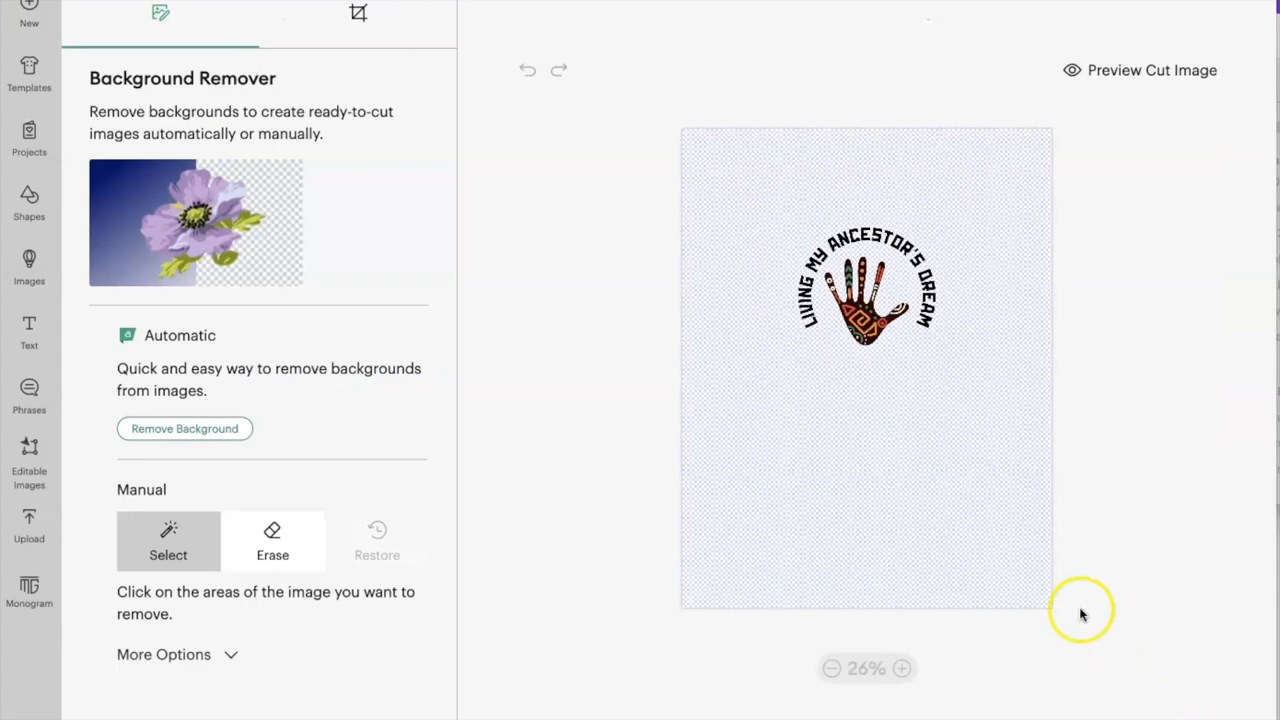 New
Templates
Projects
Shapes
Images
Text
Phrases
Editable
Images
Upload
MG
Monogram
Background Remover
Remove backgrounds to create ready-to-cut
images automatically or manually.
Automatic
Quick and easy way to remove backgrounds
from images.
Remove Background
Manual
Select
Erase
Restore
Click on the areas of the image you want to
remove.
More Options
Preview Cut Image
LIVING MY ANCESTOR'S DREAM
26%